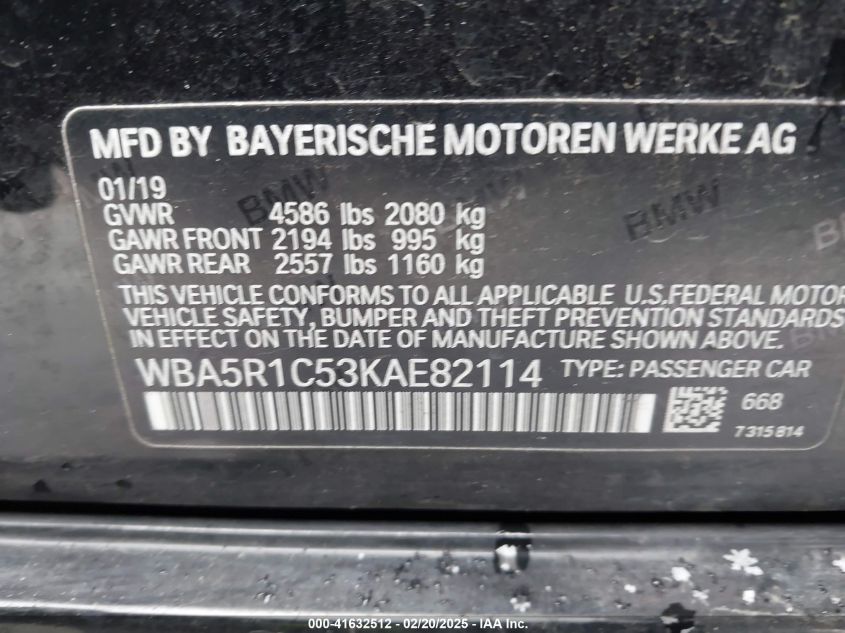 MFD BY BAYERISCHE MOTOREN WERKE AG
01/19
GVWR 4586 lbs 2080 kg
GAWR FRONT 2194 lbs 995 kg
GAWR REAR 2557 lbs 1160 kg
THIS VEHICLE CONFORMS TO ALL APPLICABLE U.S.FEDERAL MOTOR
VEHICLE SAFETY, BUMPER AND THEFT PREVENTION STANDARDS
IN EFFECT ON THE DATE OF MANUFACTURE SHOWN ABOVE.
WBA5R1C53KAE82114 TYPE: PASSENGER CAR
668
7315814
BMW
BMW
000-41632512 — 02/20/2025 — IAA Inc.